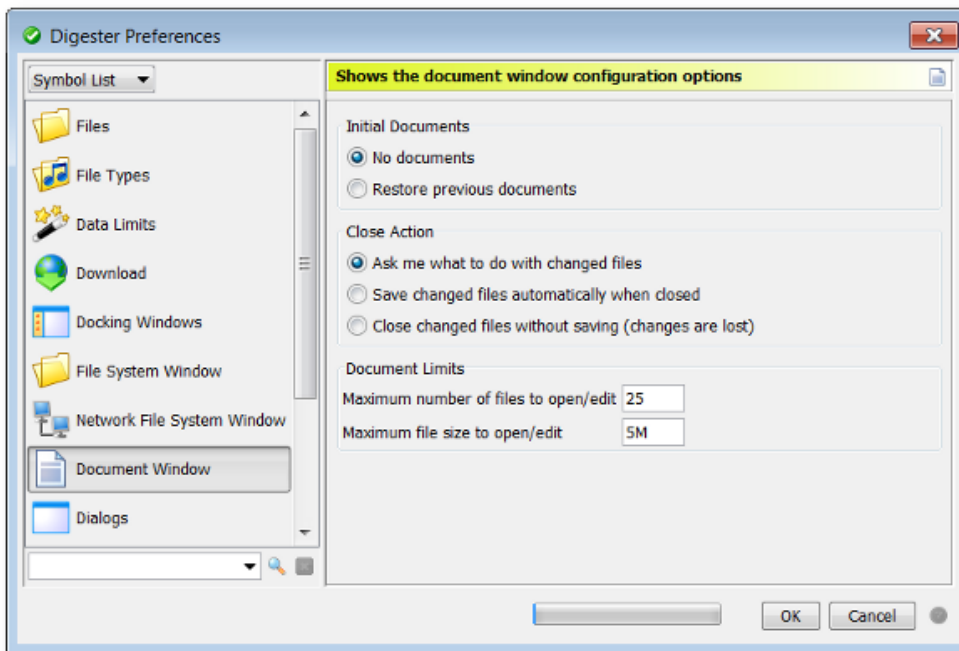 Digester Preferences
Symbol List
Files
File Types
Data Limits
Download
Docking Windows
File System Window
Network File System Window
Document Window
Dialogs
Shows the document window configuration options
Initial Documents
No documents
Restore previous documents
Close Action
Ask me what to do with changed files
Save changed files automatically when closed
Close changed files without saving (changes are lost)
Document Limits
Maximum number of files to open/edit 25
Maximum file size to open/edit 5M
OK Cancel